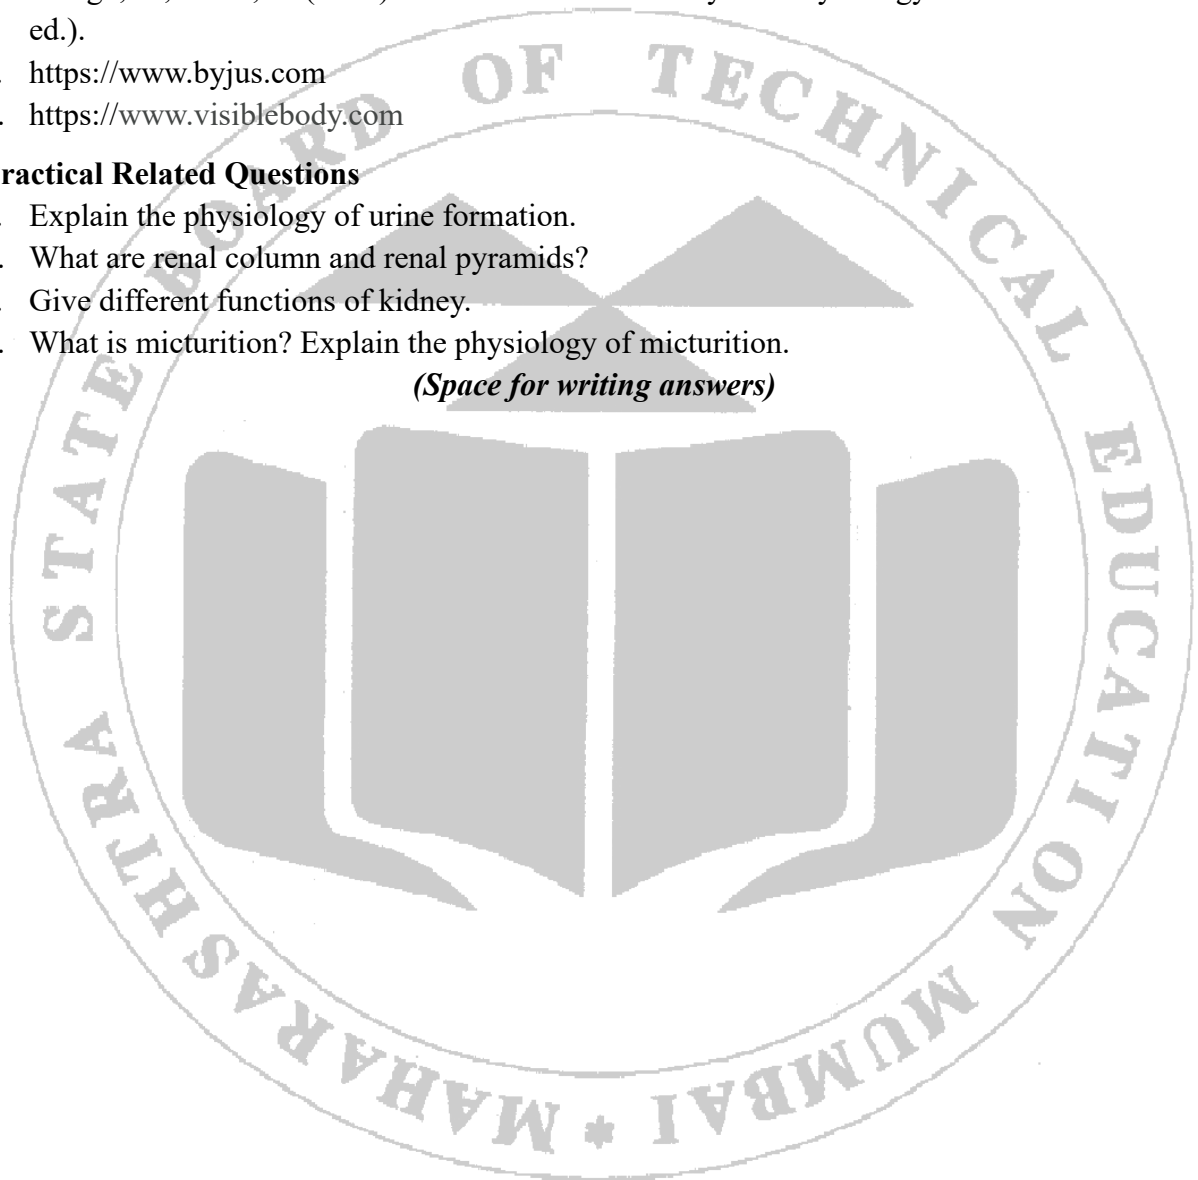 ed.).
https://www.byjus.com
https://www.visiblebody.com
ractical Related Questions
Explain the physiology of urine formation.
What are renal column and renal pyramids?
Give different functions of kidney.
What is micturition? Explain the physiology of micturition.
(Space for writing answers)
MAHARASHTRA STATE BOARD OF TECHNICAL EDUCATION MUMBAI *